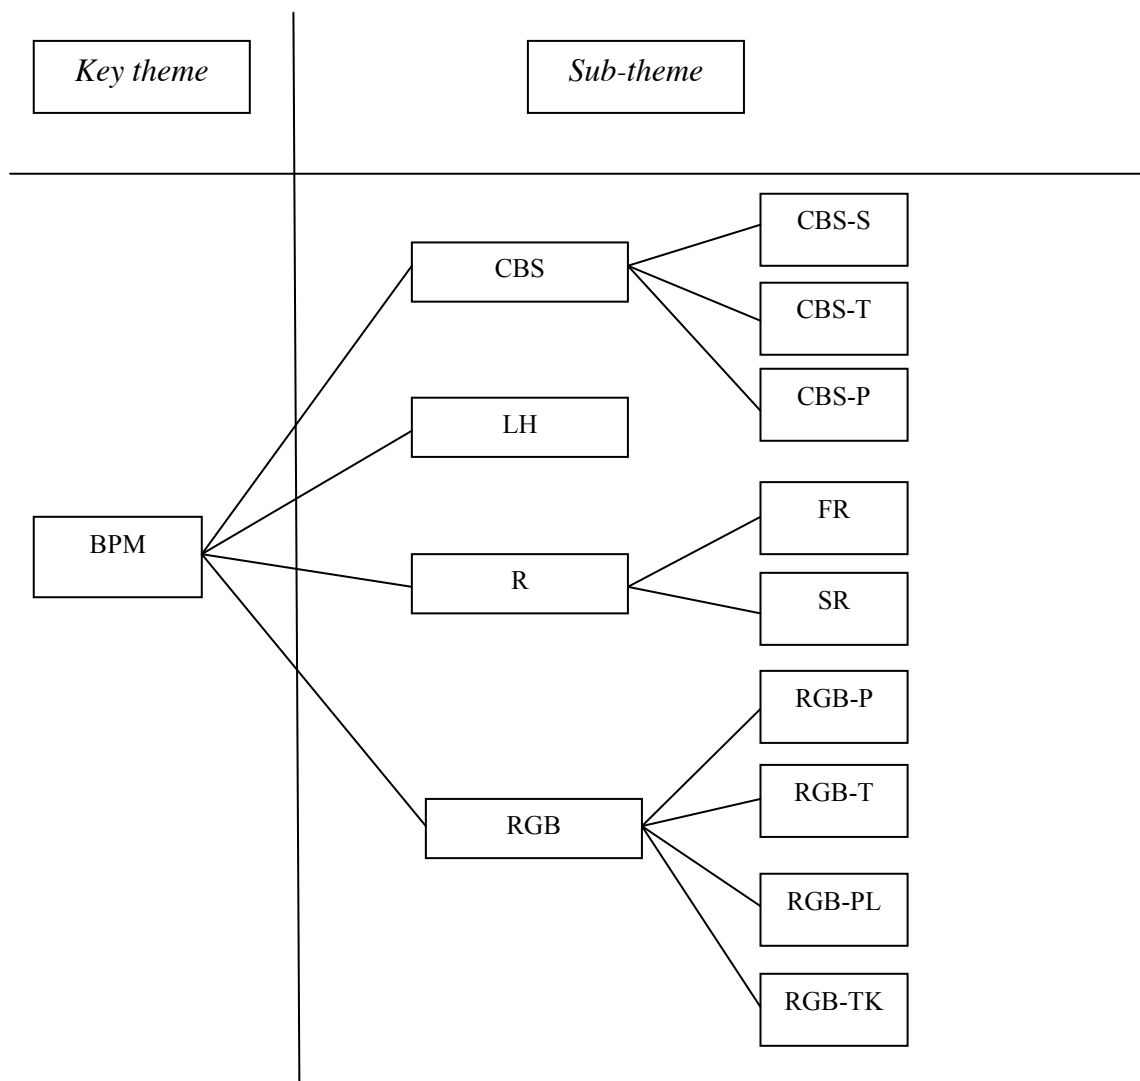 Key theme
Sub-theme
CBS-S
CBS
CBS-T
CBS-P
LH
FR
BPM
R
SR
RGB-P
RGB-T
RGB
RGB-PL
RGB-TK